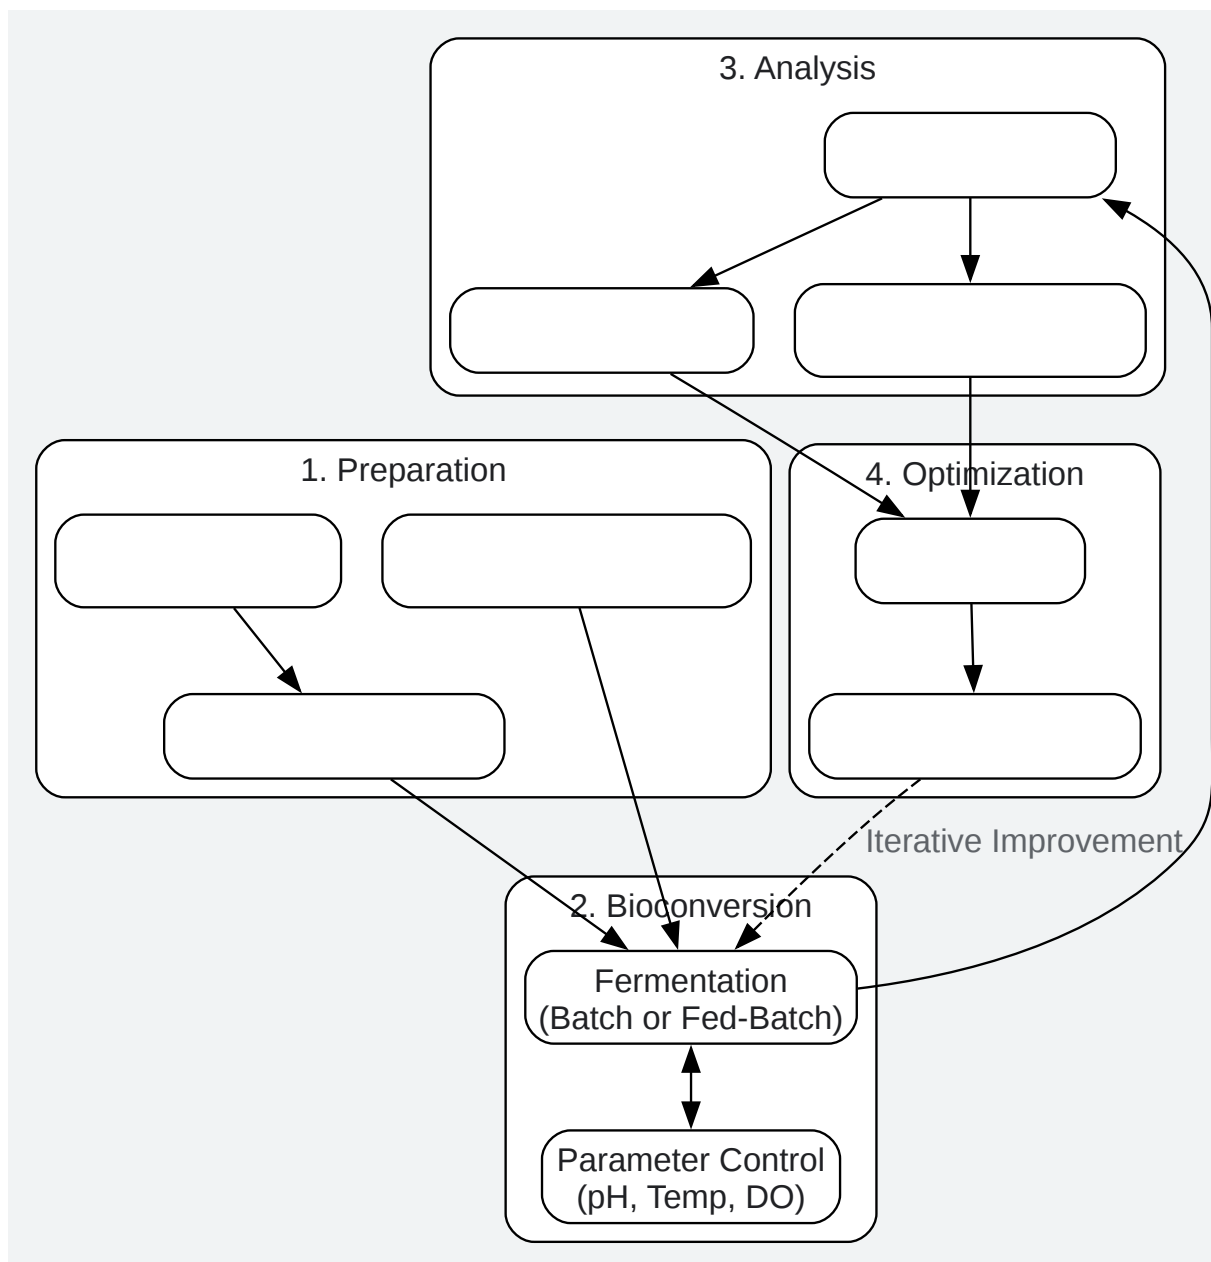 3. Analysis
1. Preparation
4. Optimization
Iterative Improvement
2. Bioconversion
Fermentation
(Batch or Fed-Batch)
Parameter Control
(pH, Temp, DO)